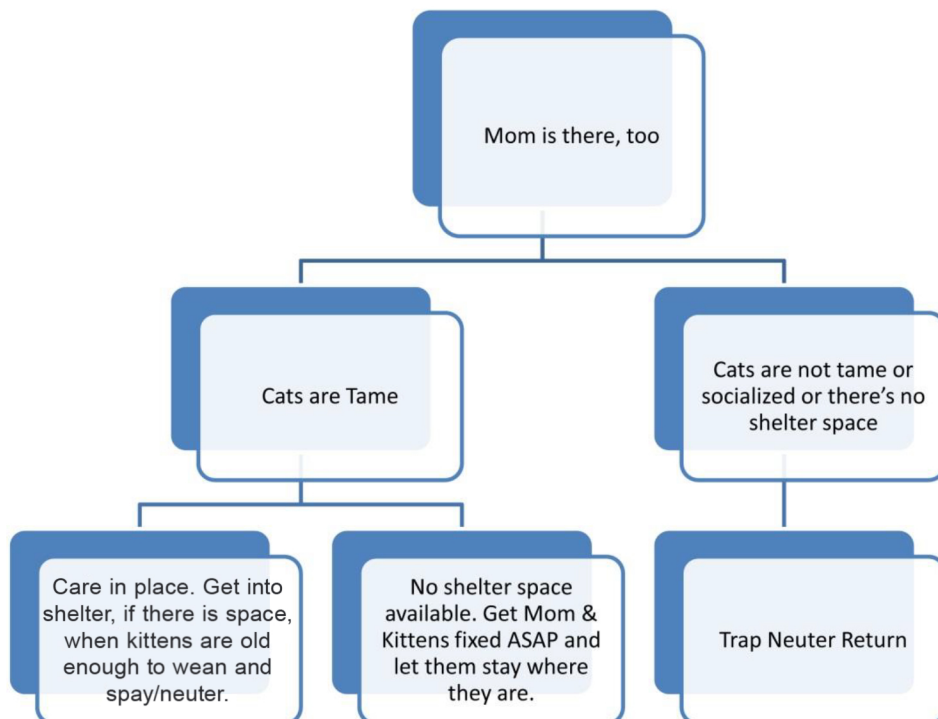 Mom is there, too
Cats are Tame
Cats are not tame or
socialized or there’s no
shelter space
Care in place. Get into
shelter, if there is space,
when kittens are old
enough to wean and
spay/neuter.
No shelter space
available. Get Mom &
Kittens fixed ASAP and
let them stay where
they are.
Trap Neuter Return